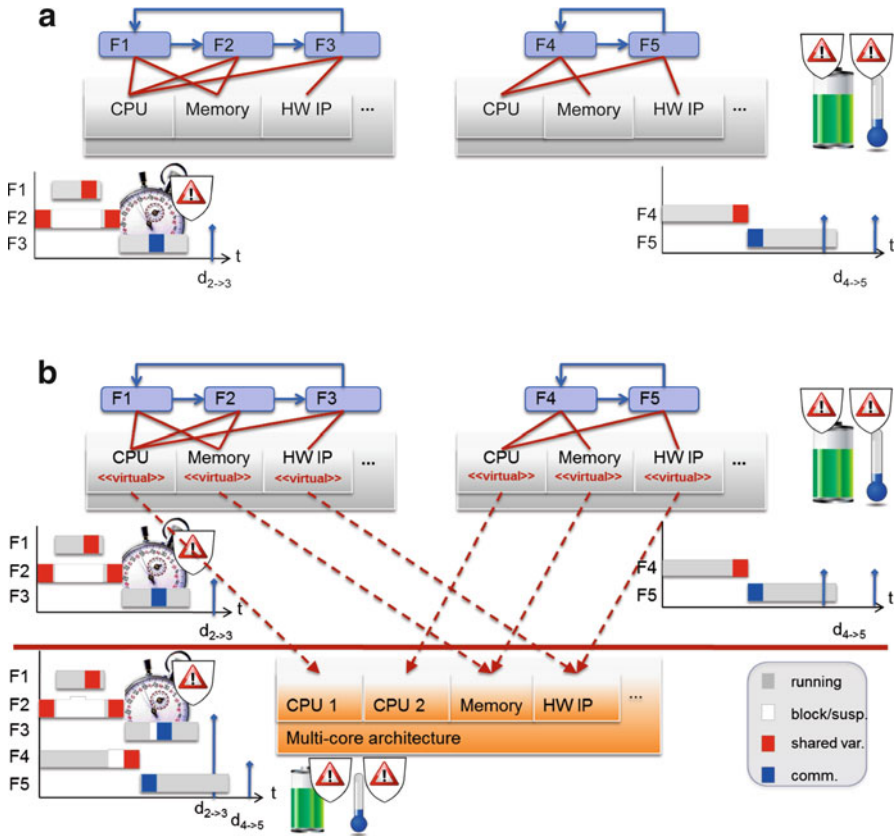 a
F1 F2 F3
F4 F5
CPU Memory HW IP ...
CPU Memory HW IP ...
! !
F1
F2
F3
!
t
d2->3
F4
F5
t
d4->5
b
F1 F2 F3
F4 F5
CPU Memory HW IP ...
<<virtual>> <<virtual>> <<virtual>>
CPU Memory HW IP ...
<<virtual>> <<virtual>> <<virtual>>
! !
F1
F2
F3
!
t
d2->3
F4
F5
t
d4->5
F1
F2
F3
F4
F5
!
t
d2->3
d4->5
CPU 1 CPU 2 Memory HW IP ...
Multi-core architecture
! !
running
block/susp.
shared var.
comm.